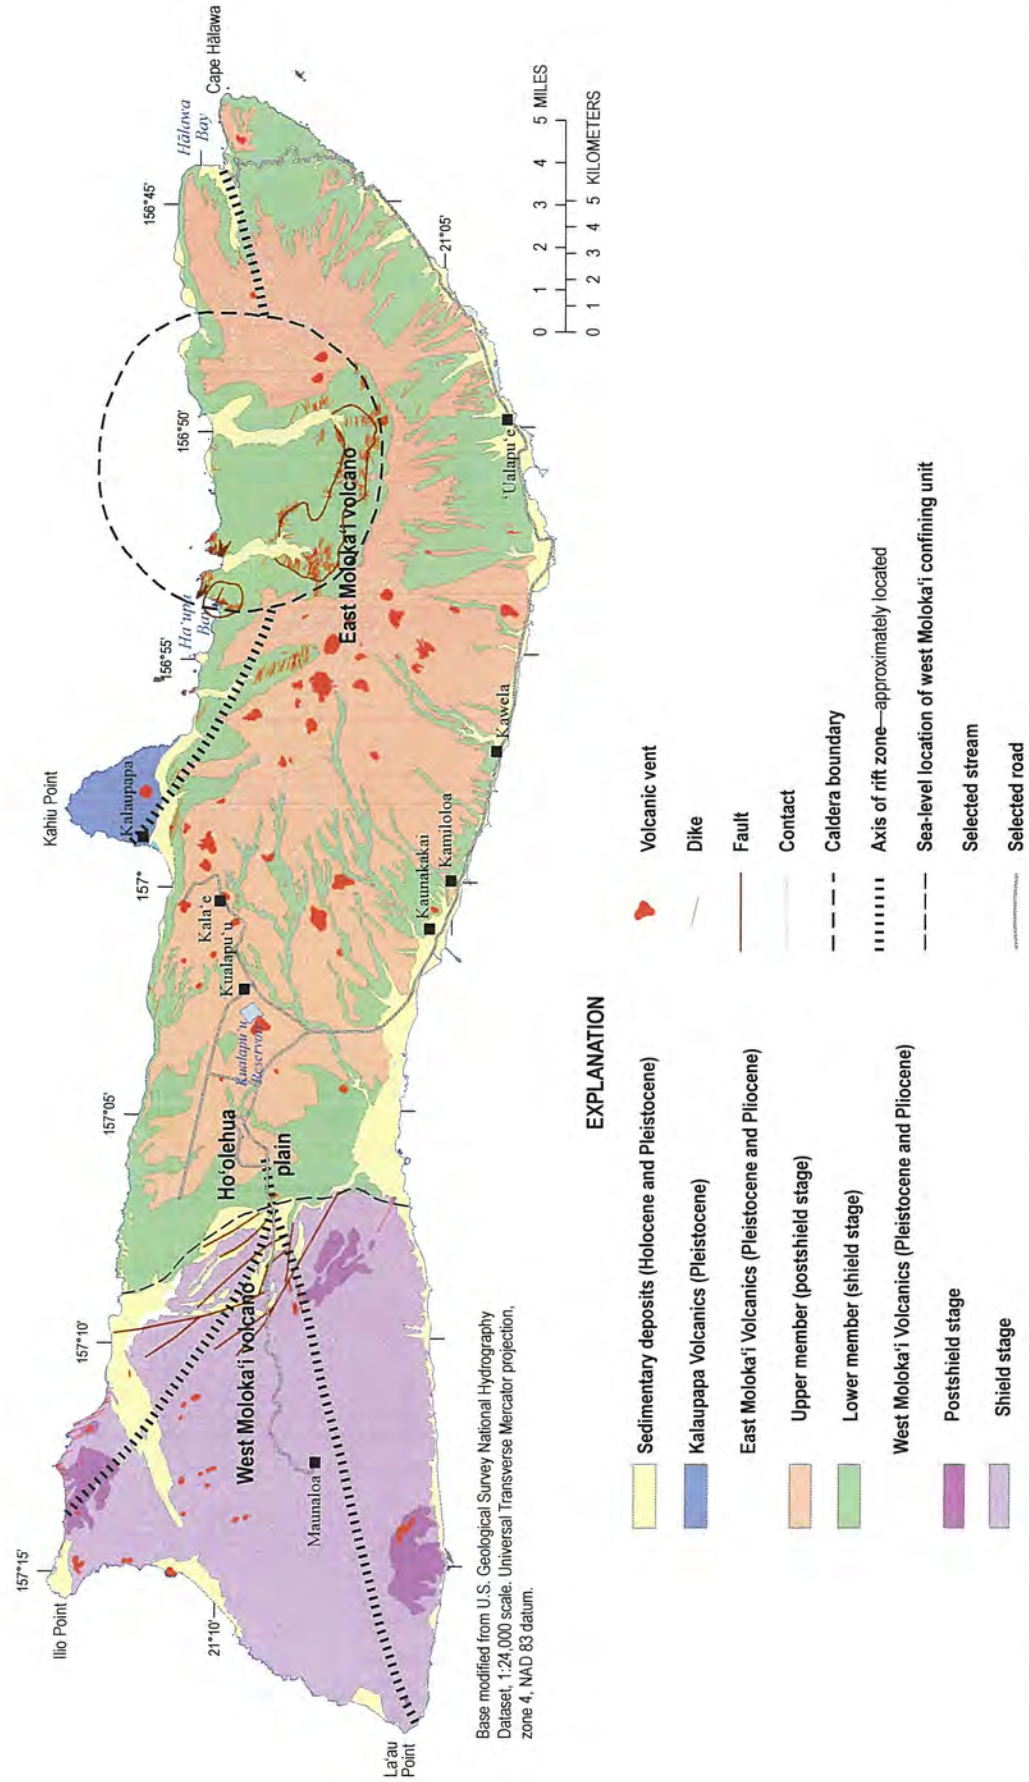 Kahiu Point
Cape Hālawa
Hālawa
Bay
Ilio Point
157°15'
157°10'
157°05'
157°
156°55'
156°50'
156°45'
Kalaupapa
Ha‘upu
Bay
Kala‘e
Kualapu‘u
Kualapu‘u
Reservoir
Ho‘olehua
plain
21°10'
West Moloka‘i volcano
East Moloka‘i volcano
Maunaloa
21°05'
Kaunakakai
Kamiloloa
Kawela
‘Ualapu‘e
La‘au
Point
Base modified from U.S. Geological Survey National Hydrography
Dataset, 1:24,000 scale. Universal Transverse Mercator projection,
zone 4, NAD 83 datum.
0 1 2 3 4 5 MILES
0 1 2 3 4 5 KILOMETERS
EXPLANATION
Sedimentary deposits (Holocene and Pleistocene)
Kalaupapa Volcanics (Pleistocene)
East Moloka‘i Volcanics (Pleistocene and Pliocene)
Upper member (postshield stage)
Lower member (shield stage)
West Moloka‘i Volcanics (Pleistocene and Pliocene)
Postshield stage
Shield stage
Volcanic vent
Dike
Fault
Contact
Caldera boundary
Axis of rift zone—approximately located
Sea-level location of west Moloka‘i confining unit
Selected stream
Selected road